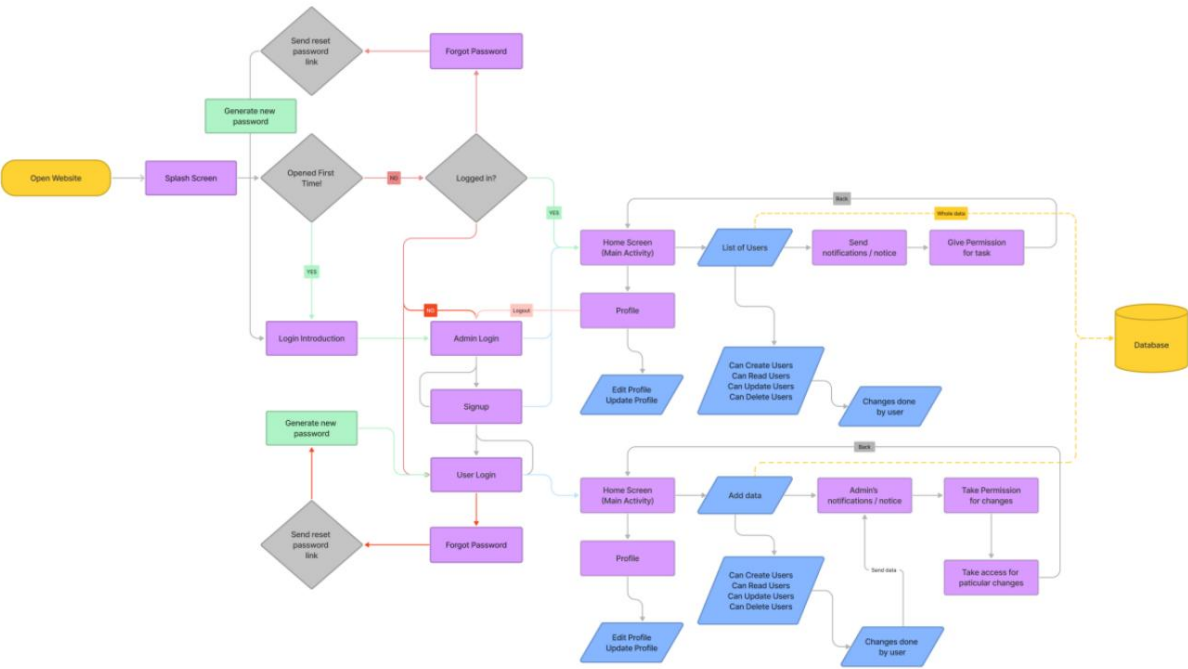 Send reset
password
link
Forgot Password
Generate new
password
Open Website
Splash Screen
Opened First
Time!
NO
Logged in?
YES
YES
Back
Whole data
Home Screen
(Main Activity)
List of Users
Send
notifications / notice
Give Permission
for task
NO
Logout
Profile
Login Introduction
Admin Login
Database
Edit Profile
Update Profile
Can Create Users
Can Read Users
Can Update Users
Can Delete Users
Changes done
by user
Signup
Generate new
password
Back
User Login
Home Screen
(Main Activity)
Add data
Admin's
notifications / notice
Take Permission
for changes
Send reset
password
link
Forgot Password
Profile
Can Create Users
Can Read Users
Can Update Users
Can Delete Users
Send data
Take access for
paticular changes
Edit Profile
Update Profile
Changes done
by user